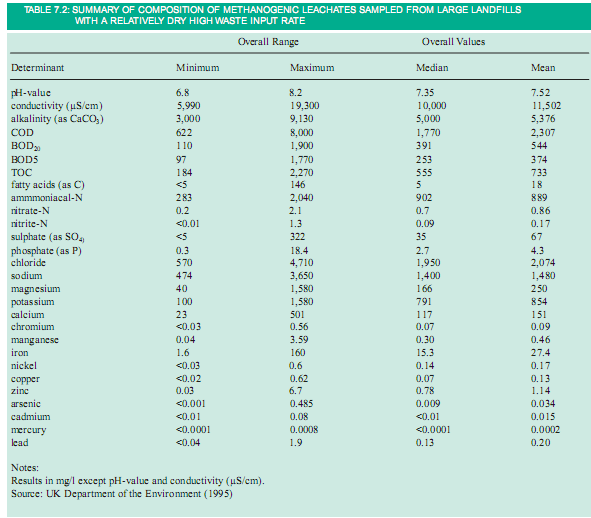 TABLE 7.2: SUMMARY OF COMPOSITION OF METHANOGENIC LEACHATES SAMPLED FROM LARGE LANDFILLS
WITH A RELATIVELY DRY HIGH WASTE INPUT RATE
Overall Range Overall Values
Determinant Minimum Maximum Median Mean
pH-value 6.8 8.2 7.35 7.52
conductivity (µS/cm) 5,990 19,300 10,000 11,502
alkalinity (as CaCO₃) 3,000 9,130 5,000 5,376
COD 622 8,000 1,770 2,307
BOD₂₀ 110 1,900 391 544
BOD5 97 1,770 253 374
TOC 184 2,270 555 733
fatty acids (as C) <5 146 5 18
ammmoniacal-N 283 2,040 902 889
nitrate-N 0.2 2.1 0.7 0.86
nitrite-N <0.01 1.3 0.09 0.17
sulphate (as SO₄) <5 322 35 67
phosphate (as P) 0.3 18.4 2.7 4.3
chloride 570 4,710 1,950 2,074
sodium 474 3,650 1,400 1,480
magnesium 40 1,580 166 250
potassium 100 1,580 791 854
calcium 23 501 117 151
chromium <0.03 0.56 0.07 0.09
manganese 0.04 3.59 0.30 0.46
iron 1.6 160 15.3 27.4
nickel <0.03 0.6 0.14 0.17
copper <0.02 0.62 0.07 0.13
zinc 0.03 6.7 0.78 1.14
arsenic <0.001 0.485 0.009 0.034
cadmium <0.01 0.08 <0.01 0.015
mercury <0.0001 0.0008 <0.0001 0.0002
lead <0.04 1.9 0.13 0.20
Notes:
Results in mg/l except pH-value and conductivity (µS/cm).
Source: UK Department of the Environment (1995)